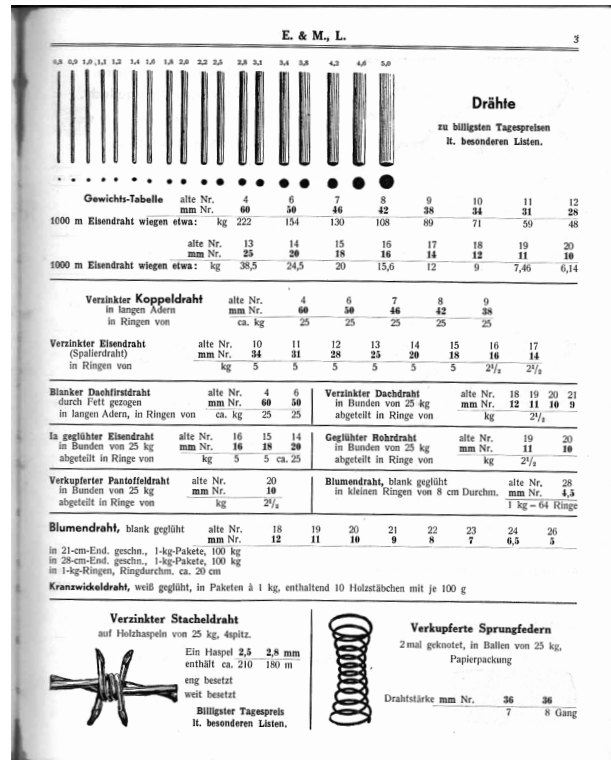 E. & M., L.
3
0,8 0,9 1,0 1,1 1,2 1,4 1,6 1,8 2,0 2,2 2,5 2,8 3,1 3,4 3,8 4,2 4,6 5,0
Drähte
zu billigsten Tagespreisen
lt. besonderen Listen.
Gewichts-Tabelle alte Nr. 4 6 7 8 9 10 11 12
mm Nr. 60 50 46 42 38 34 31 28
1000 m Eisendraht wiegen etwa: kg 222 154 130 108 89 71 59 48
alte Nr. 13 14 15 16 17 18 19 20
mm Nr. 25 20 18 16 14 12 11 10
1000 m Eisendraht wiegen etwa: kg 38,5 24,5 20 15,6 12 9 7,46 6,14
Verzinkter Koppeldraht alte Nr. 4 6 7 8 9
in langen Adern mm Nr. 60 50 46 42 38
in Ringen von ca. kg 25 25 25 25 25
Verzinkter Eisendraht alte Nr. 10 11 12 13 14 15 16 17
(Spalierdraht) mm Nr. 34 31 28 25 20 18 16 14
in Ringen von kg 5 5 5 5 5 5 2½ 2½
Blanker Dachfirstdraht alte Nr. 4 6
durch Fett gezogen mm Nr. 60 50
in langen Adern, in Ringen von ca. kg 25 25
Verzinkter Dachdraht alte Nr. 18 19 20 21
in Bunden von 25 kg mm Nr. 12 11 10 9
abgeteilt in Ringe von kg 2½
Ia geglühter Eisendraht alte Nr. 16 15 14
in Bunden von 25 kg mm Nr. 16 18 20
abgeteilt in Ringe von kg 5 5 ca. 25
Geglühter Rohrdraht alte Nr. 19 20
in Bunden von 25 kg mm Nr. 11 10
abgeteilt in Ringe von kg 2½
Verkupferter Pantoffeldraht alte Nr. 20
in Bunden von 25 kg mm Nr. 10
abgeteilt in Ringe von kg 2½
Blumendraht, blank geglüht alte Nr. 28
in kleinen Ringen von 8 cm Durchm. mm Nr. 4,5
1 kg = 64 Ringe
Blumendraht, blank geglüht alte Nr. 18 19 20 21 22 23 24 26
mm Nr. 12 11 10 9 8 7 6,5 5
in 21-cm-End. geschn., 1-kg-Pakete, 100 kg
in 28-cm-End. geschn., 1-kg-Pakete, 100 kg
in 1-kg-Ringen, Ringdurchm. ca. 20 cm
Kranzwickeldraht, weiß geglüht, in Paketen à 1 kg, enthaltend 10 Holzstäbchen mit je 100 g
Verzinkter Stacheldraht
auf Holzhaspeln von 25 kg, 4spitz.
Ein Haspel 2,5 2,8 mm
enthält ca. 210 180 m
eng besetzt
weit besetzt
Billigster Tagespreis
lt. besonderen Listen.
Verkupferte Sprungfedern
2 mal geknotet, in Ballen von 25 kg,
Papierpackung
Drahtstärke mm Nr. 36 36
7 8 Gang